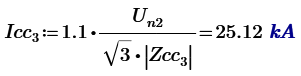 Icc₃ := 1.1 • Uₙ₂ / (√3 • |Zcc₃|) = 25.12 kA